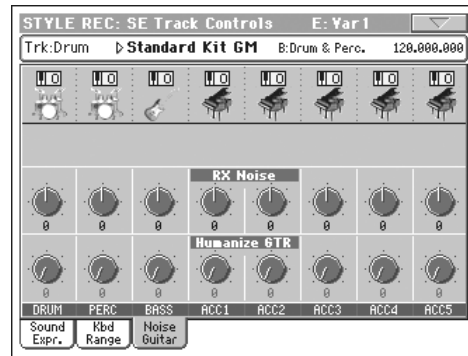 STYLE REC: SE Track Controls E: Var1
Trk:Drum ▷Standard Kit GM B:Drum & Perc. 120.000.000
RX Noise
0 0 0 0 0 0 0 0
Humanize GTR
0 0 0 0 0 0 0 0
DRUM PERC BASS ACC1 ACC2 ACC3 ACC4 ACC5
Sound Expr. Kbd Range Noise Guitar